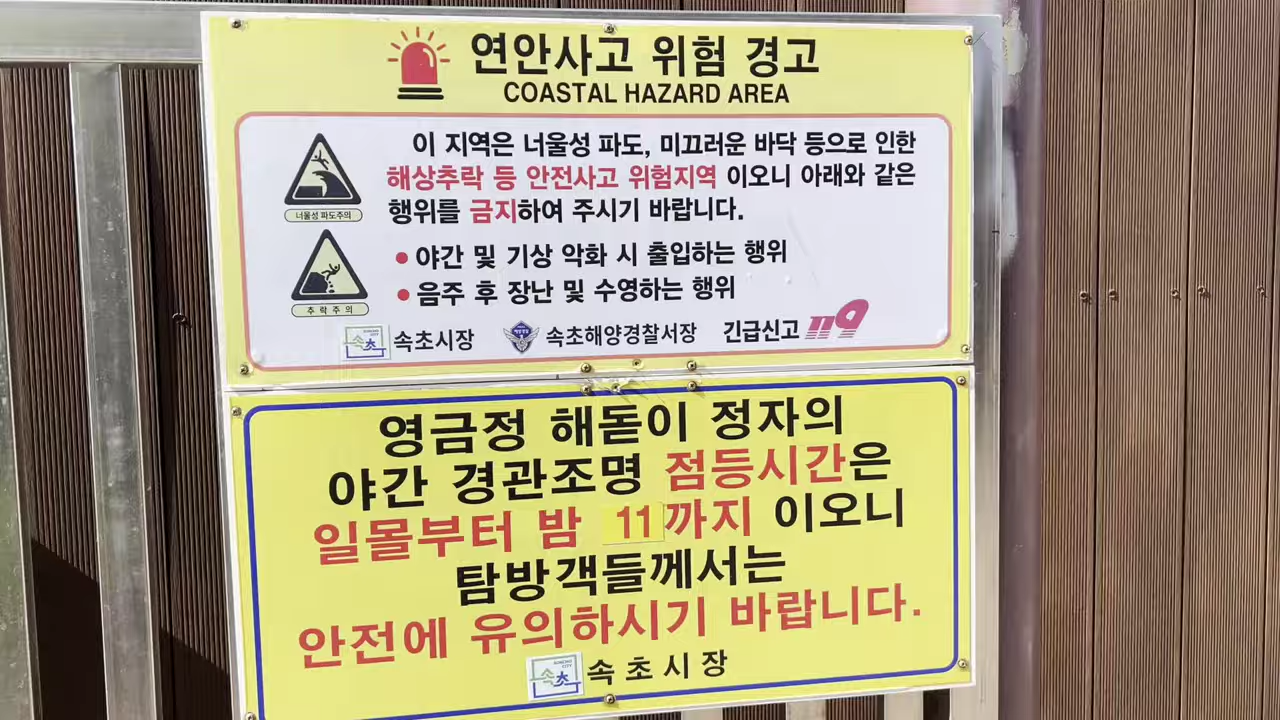 연안사고 위험 경고
COASTAL HAZARD AREA
이 지역은 너울성 파도, 미끄러운 바닥 등으로 인한
해상추락 등 안전사고 위험지역 이오니 아래와 같은
행위를 금지하여 주시기 바랍니다.
너울성 파도주의
추락주의
• 야간 및 기상 악화 시 출입하는 행위
• 음주 후 장난 및 수영하는 행위
속초 속초시장 속초해양경찰서장 긴급신고 119
영금정 해돋이 정자의
야간 경관조명 점등시간은
일몰부터 밤 11까지 이오니
탐방객들께서는
안전에 유의하시기 바랍니다.
속초 속초시장